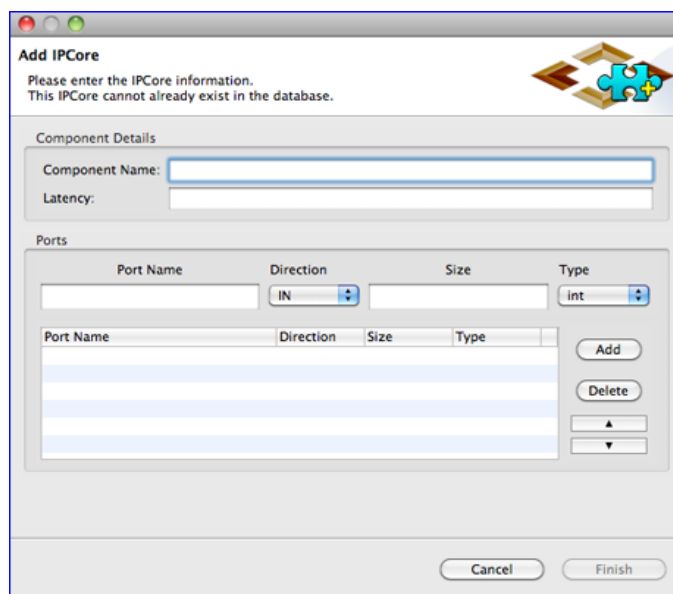 Add IPCore
Please enter the IPCore information.
This IPCore cannot already exist in the database.
Component Details
Component Name:
Latency:
Ports
Port Name Direction Size Type
IN int
Port Name Direction Size Type
Add
Delete
Cancel Finish